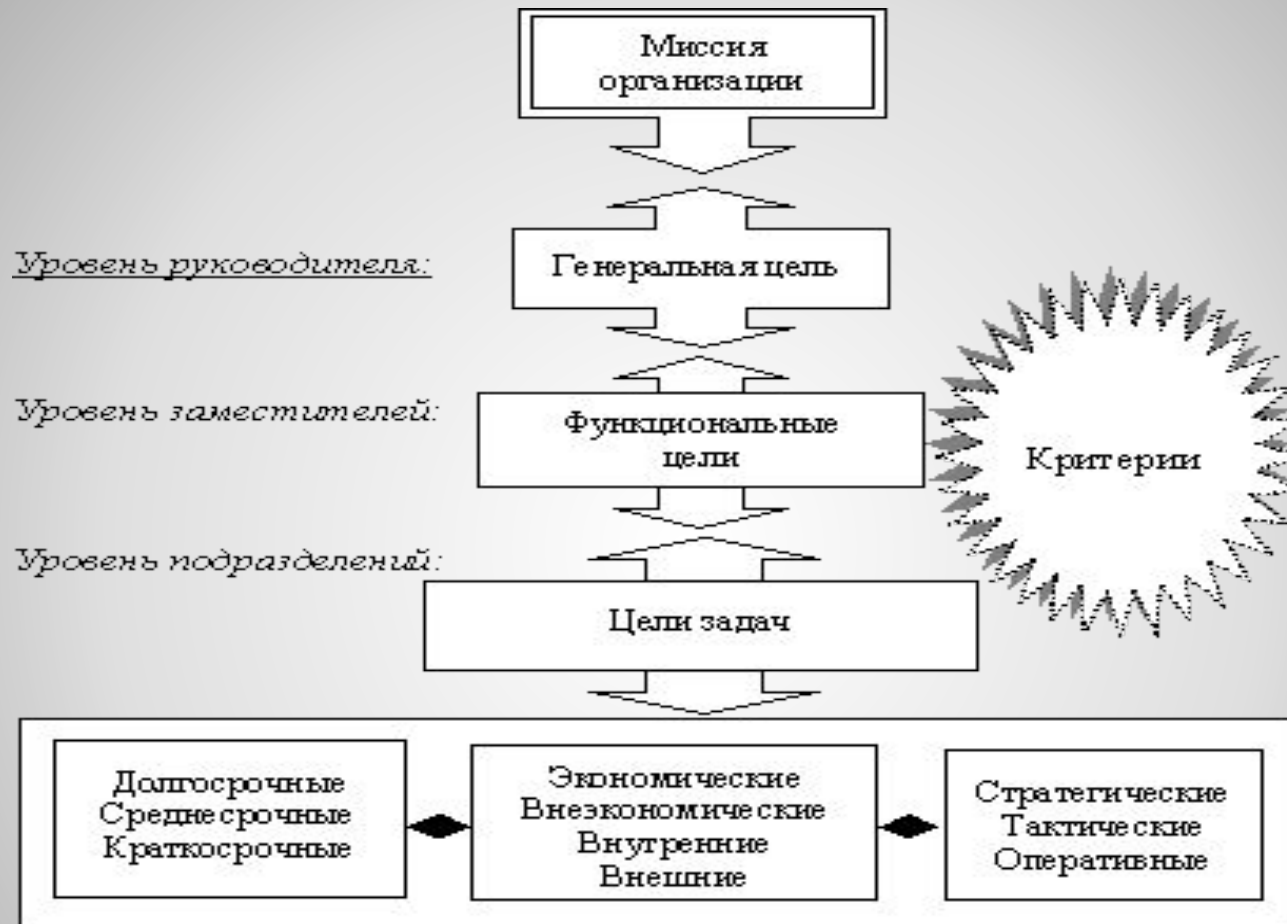 Миссия
организации
Уровень руководителя:
Генеральная цель
Уровень заместителей:
Функциональные
цели
Критерии
Уровень подразделений:
Цели задач
Долгосрочные
Среднесрочные
Краткосрочные
Экономические
Внеэкономические
Внутренние
Внешние
Стратегические
Тактические
Оперативные